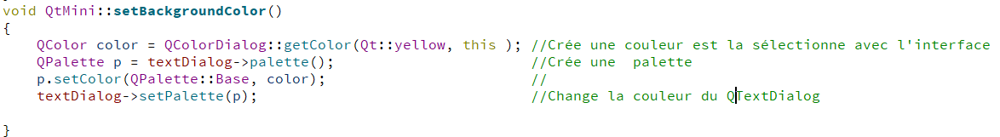 void QtMini::setBackgroundColor()
{
    QColor color = QColorDialog::getColor(Qt::yellow, this ); //Crée une couleur est la sélectionne avec l'interface
    QPalette p = textDialog->palette();                       //Crée une  palette
    p.setColor(QPalette::Base, color);                        //
    textDialog->setPalette(p);                                //Change la couleur du QTextDialog
}